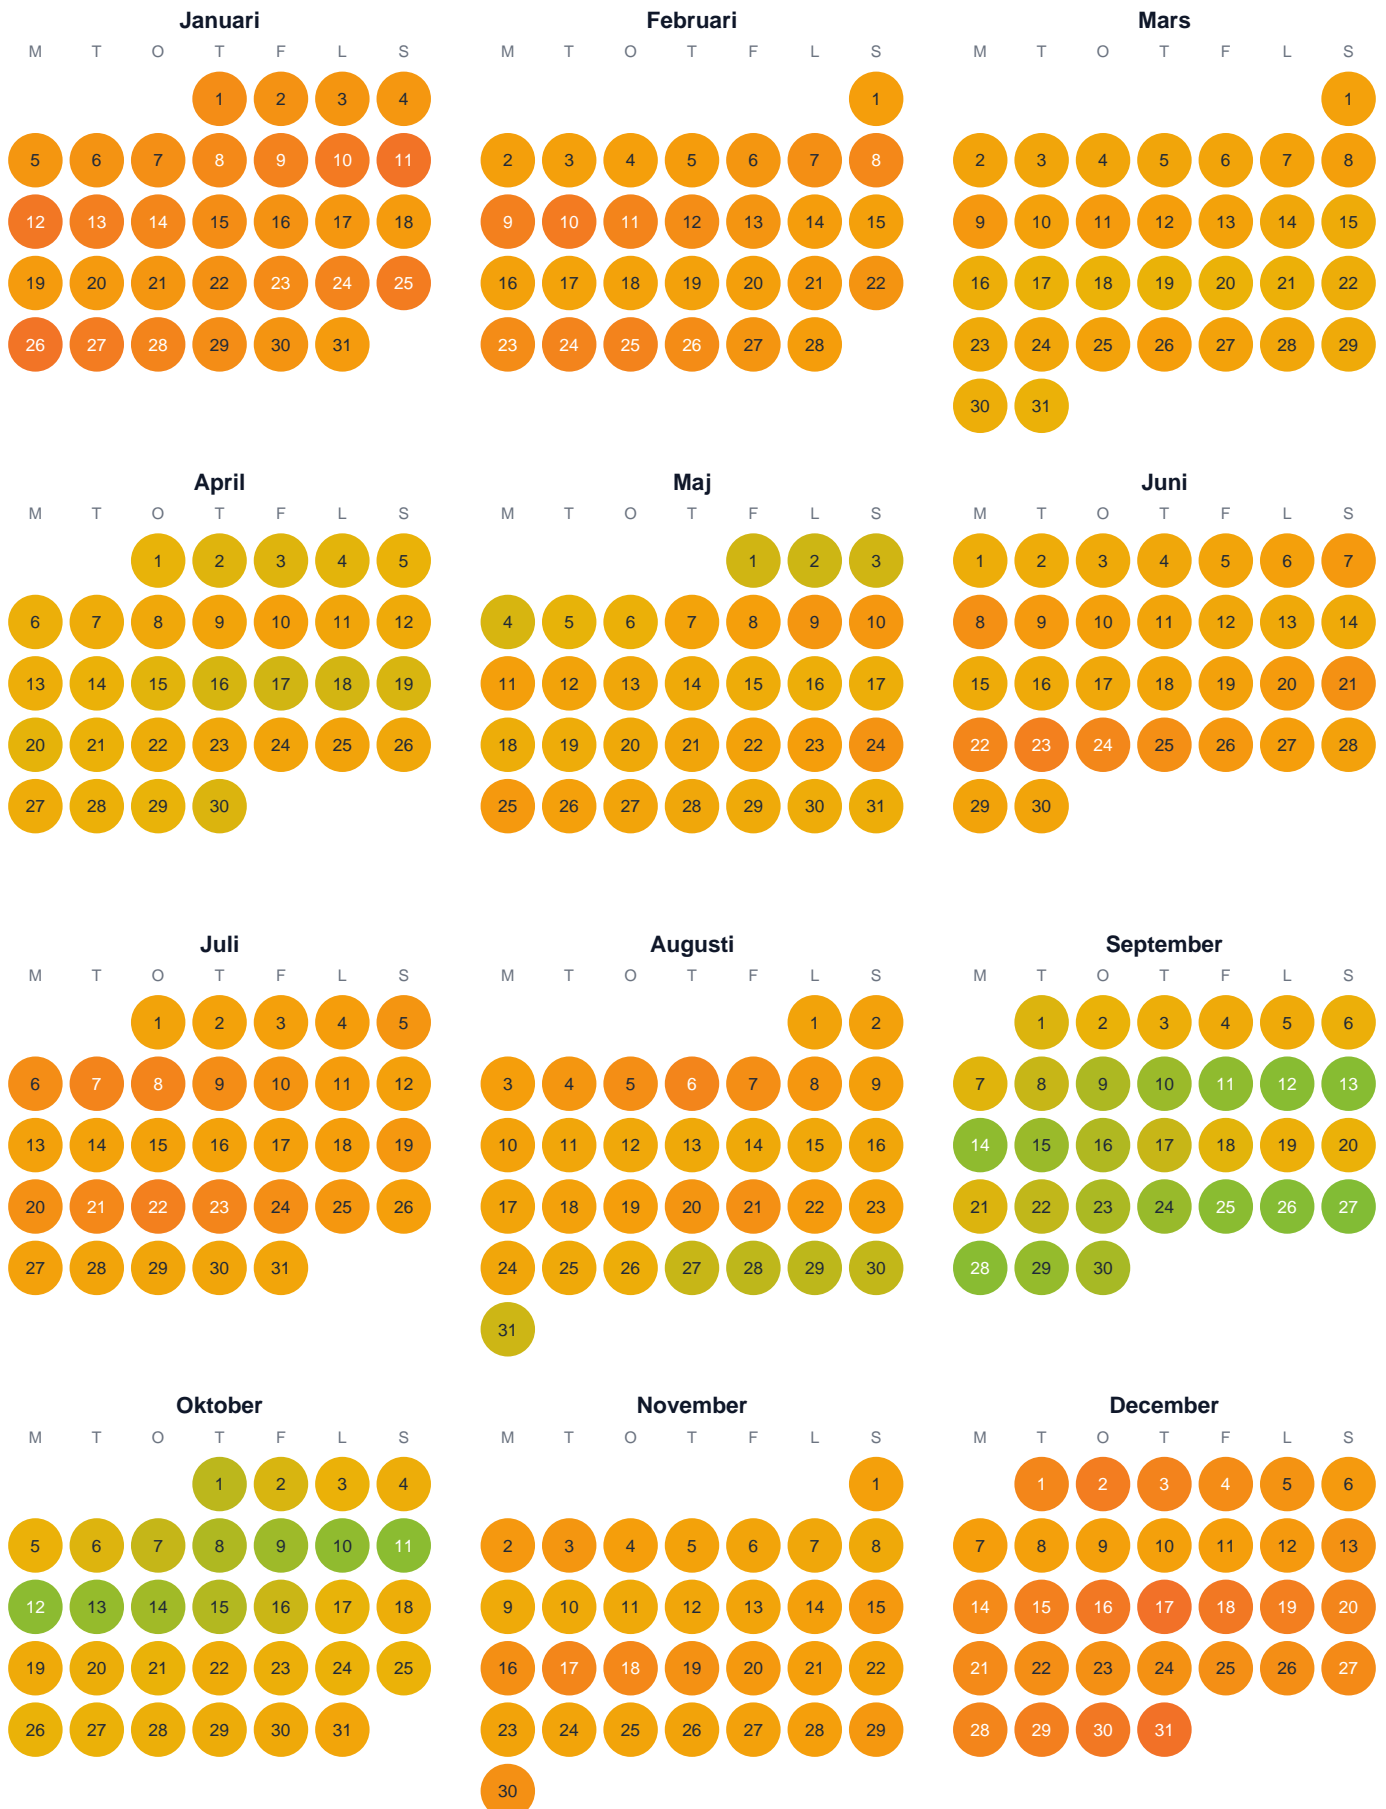 Januari
M T O T F L S
1 2 3 4
5 6 7 8 9 10 11
12 13 14 15 16 17 18
19 20 21 22 23 24 25
26 27 28 29 30 31
Februari
M T O T F L S
1
2 3 4 5 6 7 8
9 10 11 12 13 14 15
16 17 18 19 20 21 22
23 24 25 26 27 28
Mars
M T O T F L S
1
2 3 4 5 6 7 8
9 10 11 12 13 14 15
16 17 18 19 20 21 22
23 24 25 26 27 28 29
30 31
April
M T O T F L S
1 2 3 4 5
6 7 8 9 10 11 12
13 14 15 16 17 18 19
20 21 22 23 24 25 26
27 28 29 30
Maj
M T O T F L S
1 2 3
4 5 6 7 8 9 10
11 12 13 14 15 16 17
18 19 20 21 22 23 24
25 26 27 28 29 30 31
Juni
M T O T F L S
1 2 3 4 5 6 7
8 9 10 11 12 13 14
15 16 17 18 19 20 21
22 23 24 25 26 27 28
29 30
Juli
M T O T F L S
1 2 3 4 5
6 7 8 9 10 11 12
13 14 15 16 17 18 19
20 21 22 23 24 25 26
27 28 29 30 31
Augusti
M T O T F L S
1 2
3 4 5 6 7 8 9
10 11 12 13 14 15 16
17 18 19 20 21 22 23
24 25 26 27 28 29 30
31
September
M T O T F L S
1 2 3 4 5 6
7 8 9 10 11 12 13
14 15 16 17 18 19 20
21 22 23 24 25 26 27
28 29 30
Oktober
M T O T F L S
1 2 3 4
5 6 7 8 9 10 11
12 13 14 15 16 17 18
19 20 21 22 23 24 25
26 27 28 29 30 31
November
M T O T F L S
1
2 3 4 5 6 7 8
9 10 11 12 13 14 15
16 17 18 19 20 21 22
23 24 25 26 27 28 29
30
December
M T O T F L S
1 2 3 4 5 6
7 8 9 10 11 12 13
14 15 16 17 18 19 20
21 22 23 24 25 26 27
28 29 30 31